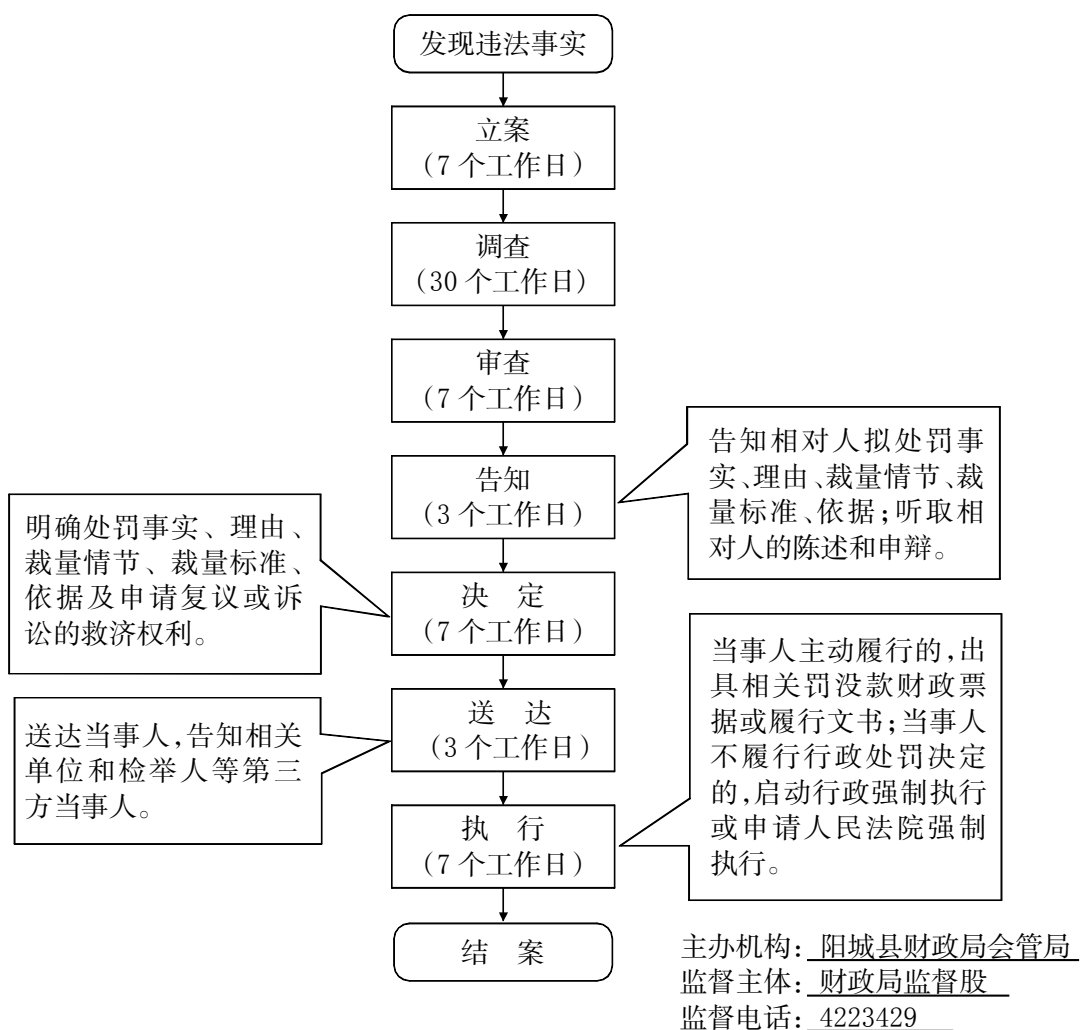 发现违法事实
立案
(7 个工作日)
调查
(30 个工作日)
审查
(7 个工作日)
告知
(3 个工作日)
告知相对人拟处罚事
实、理由、裁量情节、裁
量标准、依据;听取相
对人的陈述和申辩。
明确处罚事实、理由、
裁量情节、裁量标准、
依据及申请复议或诉
讼的救济权利。
决 定
(7 个工作日)
送 达
(3 个工作日)
送达当事人,告知相关
单位和检举人等第三
方当事人。
执 行
(7 个工作日)
当事人主动履行的,出
具相关罚没款财政票
据或履行文书;当事人
不履行行政处罚决定
的,启动行政强制执行
或申请人民法院强制
执行。
结 案
主办机构: 阳城县财政局会管局
监督主体: 财政局监督股
监督电话: 4223429